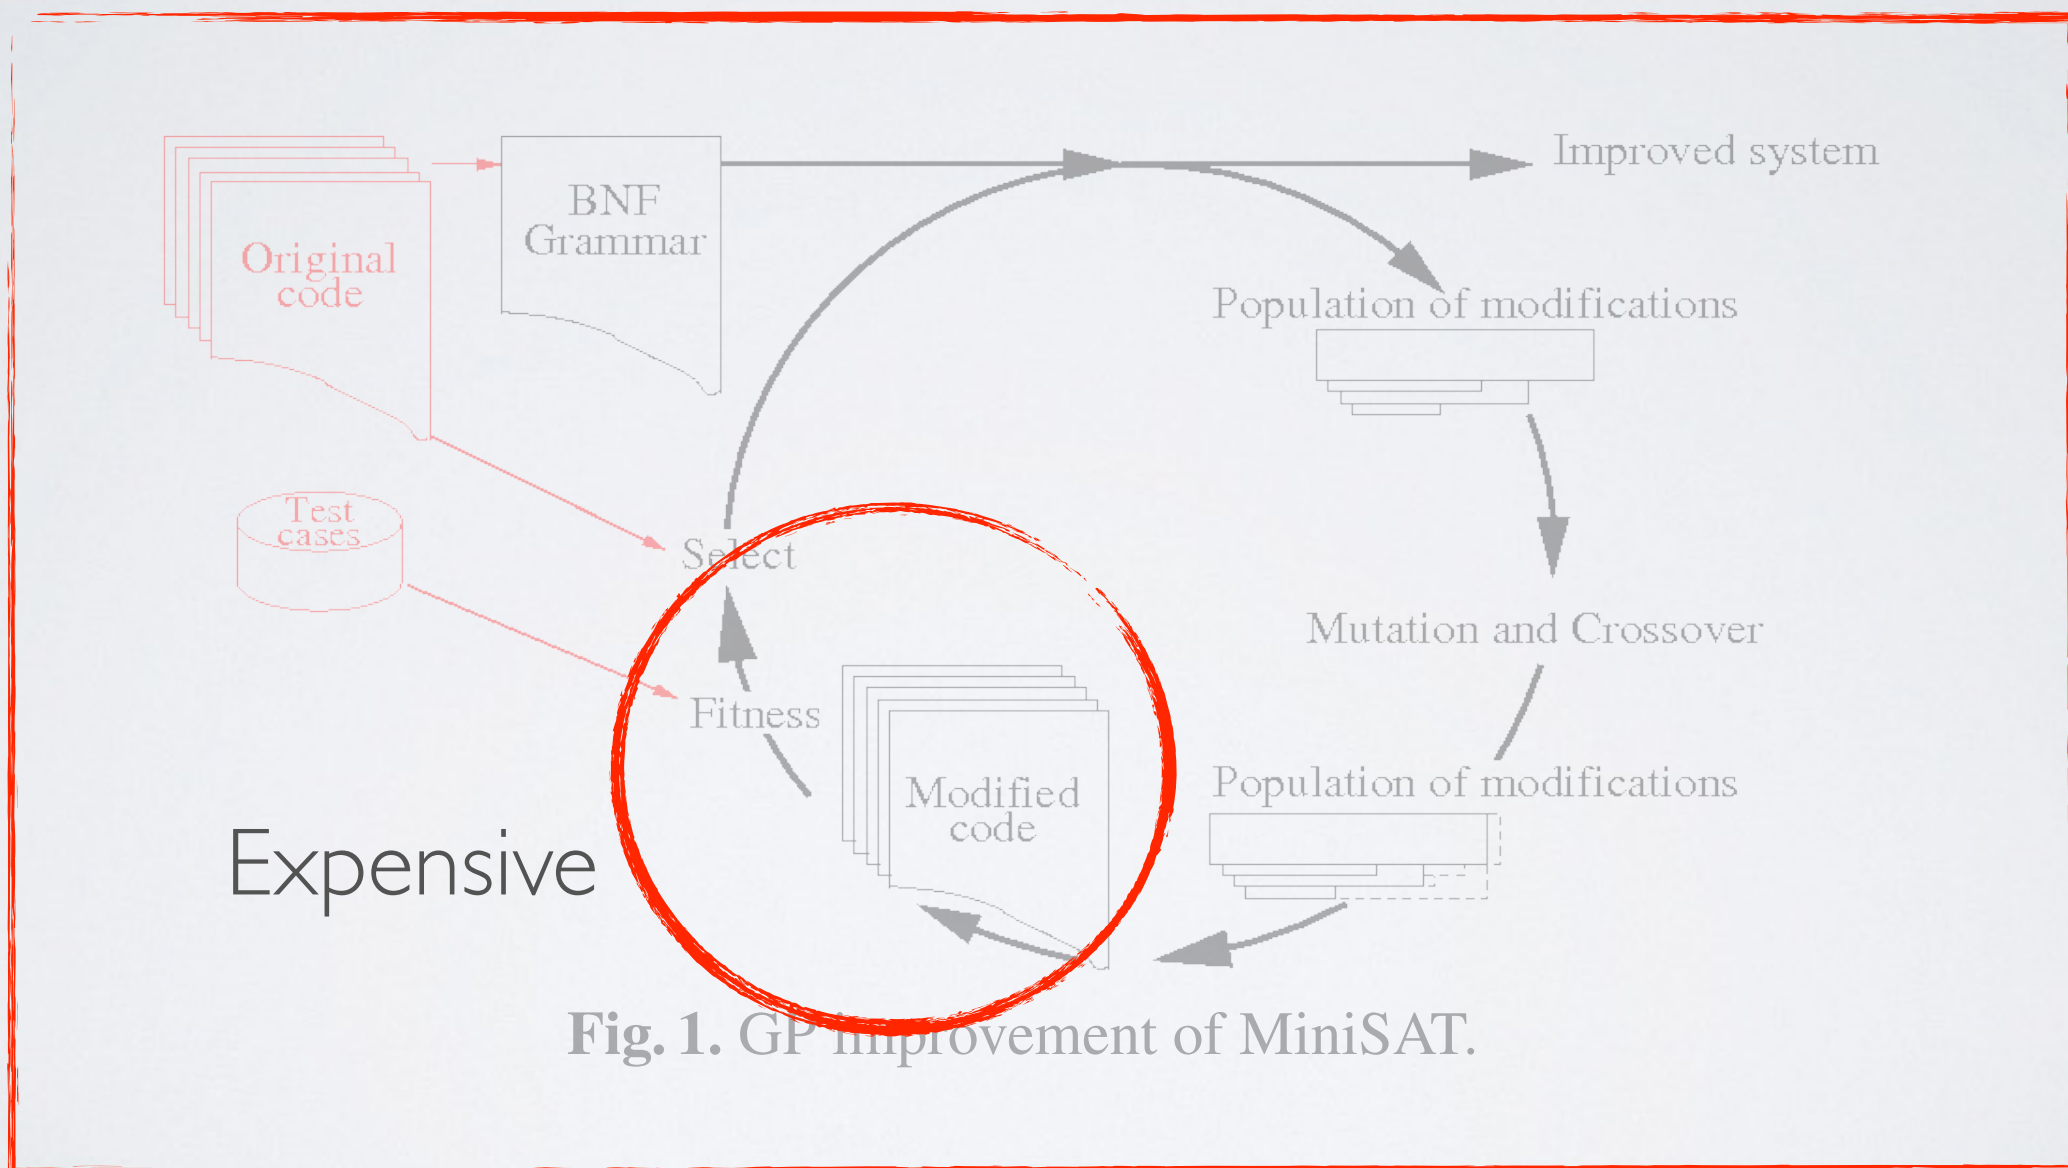 Improved system
BNF
Grammar
Original
code
Population of modifications
Test
cases
Select
Mutation and Crossover
Fitness
Modified
code
Population of modifications
Expensive
Fig. 1. GP improvement of MiniSAT.